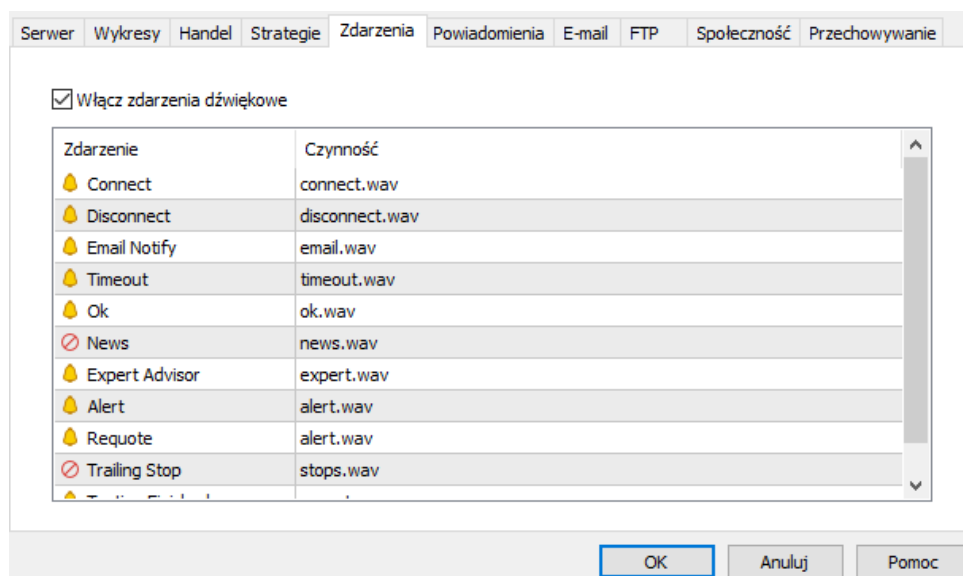 Serwer Wykresy Handel Strategie Zdarzenia Powiadomienia E-mail FTP Społeczność Przechowywanie
Włącz zdarzenia dźwiękowe
Zdarzenie Czynność
Connect connect.wav
Disconnect disconnect.wav
Email Notify email.wav
Timeout timeout.wav
Ok ok.wav
News news.wav
Expert Advisor expert.wav
Alert alert.wav
Requote alert.wav
Trailing Stop stops.wav
OK Anuluj Pomoc